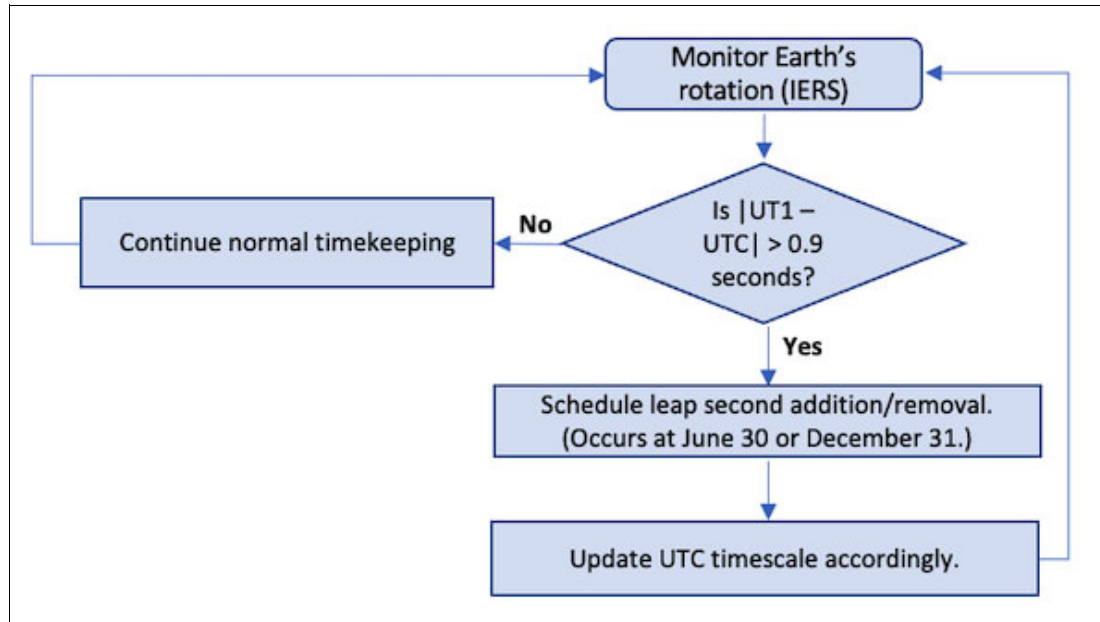 Monitor Earth's
rotation (IERS)
Is |UT1 –
UTC| > 0.9
seconds?
No
Continue normal timekeeping
Yes
Schedule leap second addition/removal.
(Occurs at June 30 or December 31.)
Update UTC timescale accordingly.